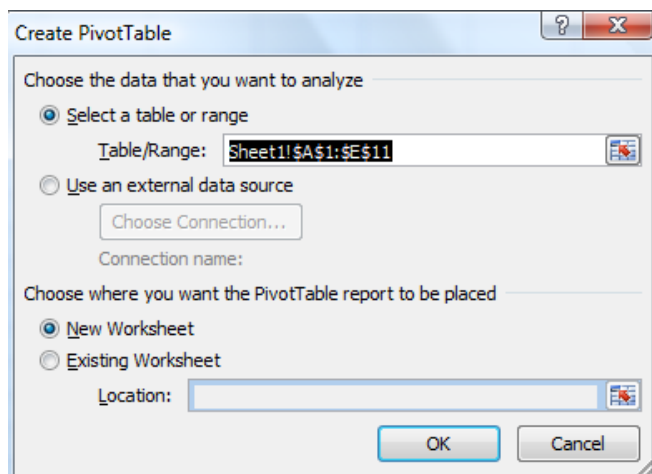 Create PivotTable
?
Choose the data that you want to analyze
Select a table or range
Table/Range: Sheet1!$A$1:$E$11
Use an external data source
Choose Connection...
Connection name:
Choose where you want the PivotTable report to be placed
New Worksheet
Existing Worksheet
Location:
OK Cancel